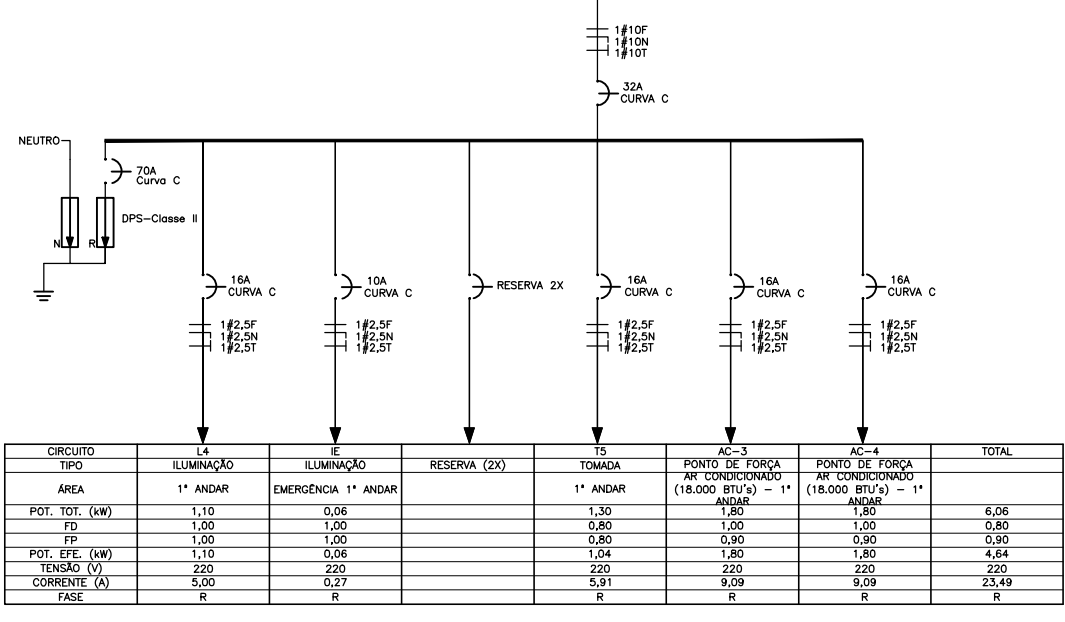 1#10F
1#10N
1#10T
32A
CURVA C
NEUTRO
70A
Curva C
DPS-Classe II
N
R
16A
CURVA C
10A
CURVA C
RESERVA 2X
16A
CURVA C
16A
CURVA C
16A
CURVA C
1#2,5F
1#2,5N
1#2,5T
1#2,5F
1#2,5N
1#2,5T
1#2,5F
1#2,5N
1#2,5T
1#2,5F
1#2,5N
1#2,5T
1#2,5F
1#2,5N
1#2,5T
CIRCUITO L4 IE T5 AC-3 AC-4 TOTAL
TIPO ILUMINAÇÃO ILUMINAÇÃO RESERVA (2X) TOMADA PONTO DE FORÇA PONTO DE FORÇA
ÁREA 1° ANDAR EMERGÊNCIA 1° ANDAR 1° ANDAR AR CONDICIONADO (18.000 BTU's) - 1° ANDAR AR CONDICIONADO (18.000 BTU's) - 1° ANDAR
POT. TOT. (kW) 1,10 0,06 1,30 1,80 1,80 6,06
FD 1,00 1,00 0,80 1,00 1,00 0,80
FP 1,00 1,00 0,80 0,90 0,90 0,90
POT. EFE. (kW) 1,10 0,06 1,04 1,80 1,80 4,64
TENSÃO (V) 220 220 220 220 220 220
CORRENTE (A) 5,00 0,27 5,91 9,09 9,09 23,49
FASE R R R R R R